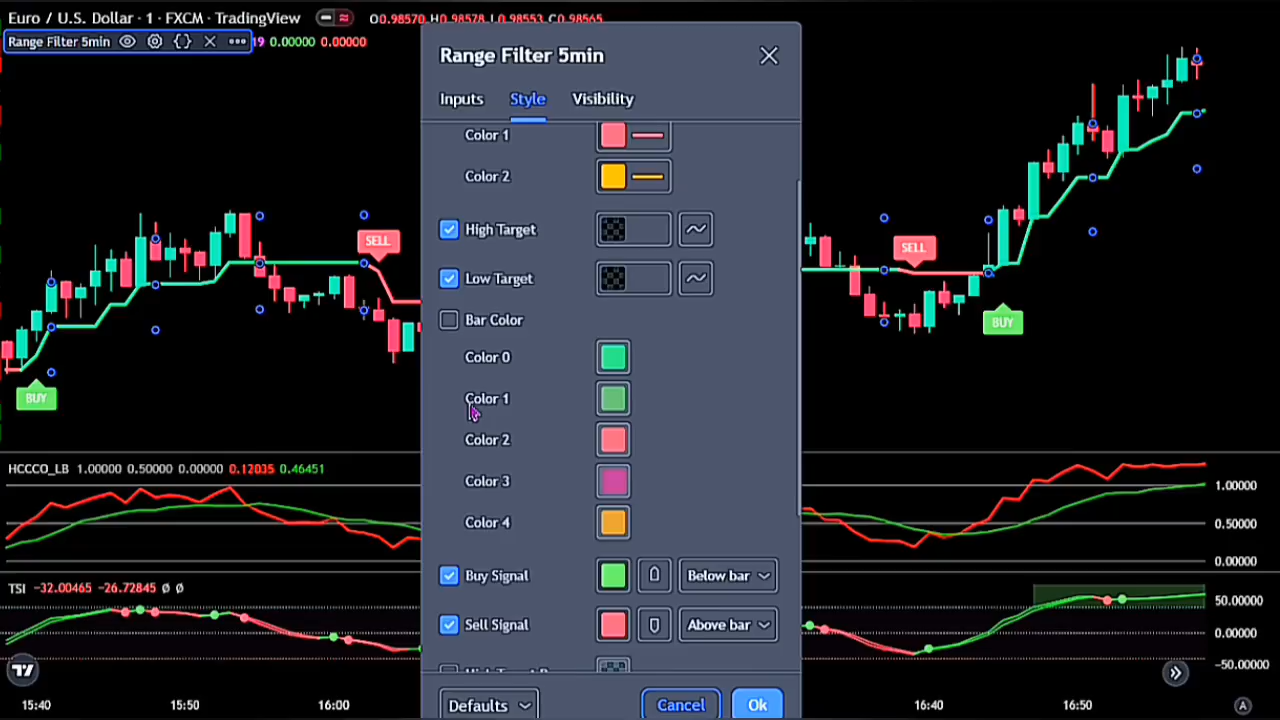 Euro / U.S. Dollar · 1 · FXCM · TradingView
O0.98570 H0.98578 L0.98553 C0.98565
Range Filter 5min
19 0.00000 0.00000
Range Filter 5min
Inputs Style Visibility
Color 1
Color 2
High Target
Low Target
Bar Color
Color 0
Color 1
Color 2
Color 3
Color 4
Buy Signal
Below bar
Sell Signal
Above bar
Defaults
Cancel
Ok
SELL
BUY
SELL
BUY
HCCCO_LB 1.00000 0.50000 0.00000 0.12035 0.46451
1.00000
0.50000
0.00000
TSI −32.00465 −26.72845 Ø Ø
50.00000
0.00000
−50.00000
15:40 15:50 16:00 16:40 16:50
A